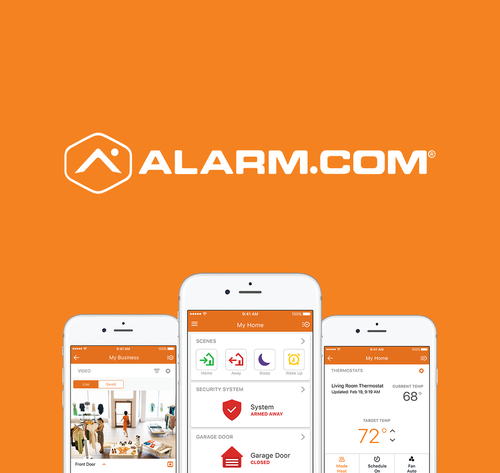 ALARM.COM®
9:41 AM
100%
My Business
VIDEO
Live
Saved
Front Door
9:41 AM
100%
My Home
SCENES
Home
Away
Sleep
Wake Up
SECURITY SYSTEM
System
ARMED AWAY
GARAGE DOOR
Garage Door
CLOSED
9:41 AM
100%
My Home
THERMOSTATS
Living Room Thermostat
Updated: Feb 19, 9:19 AM
CURRENT TEMP
68°
TARGET TEMP
72°
Mode
Heat
Schedule
On
Fan
Auto